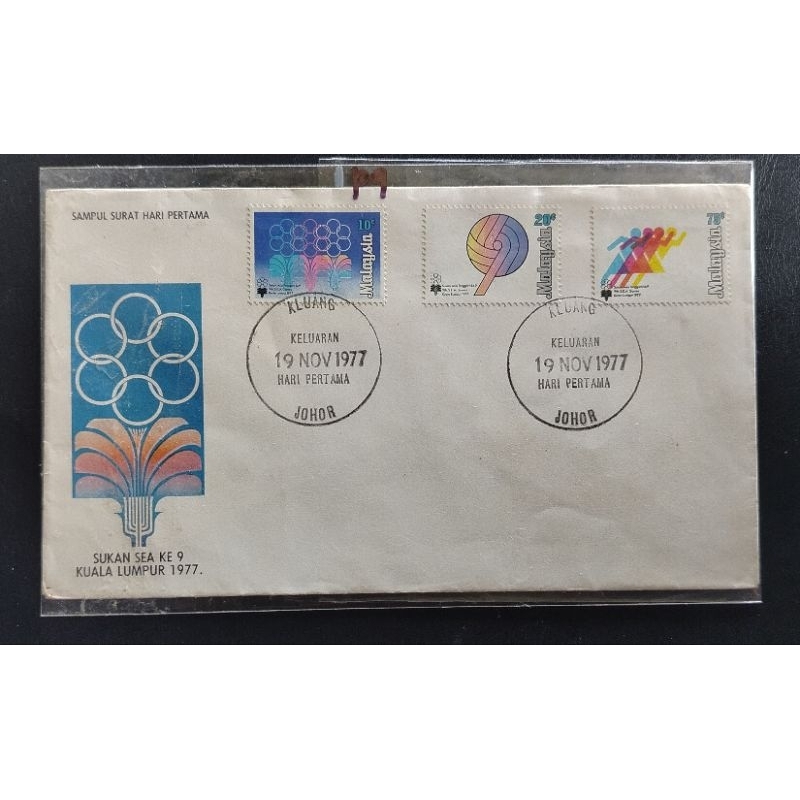 SAMPUL SURAT HARI PERTAMA
10¢
Malaysia
20¢
Malaysia
75¢
Malaysia
KLUANG
KELUARAN
19 NOV 1977
HARI PERTAMA
JOHOR
KLUANG
KELUARAN
19 NOV 1977
HARI PERTAMA
JOHOR
SUKAN SEA KE 9
KUALA LUMPUR 1977.